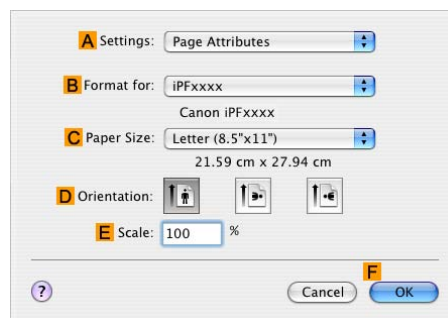 A Settings: Page Attributes
B Format for: iPFxxxx
Canon iPFxxxx
C Paper Size: Letter (8.5"x11")
21.59 cm x 27.94 cm
D Orientation:
E Scale: 100 %
F
? Cancel OK